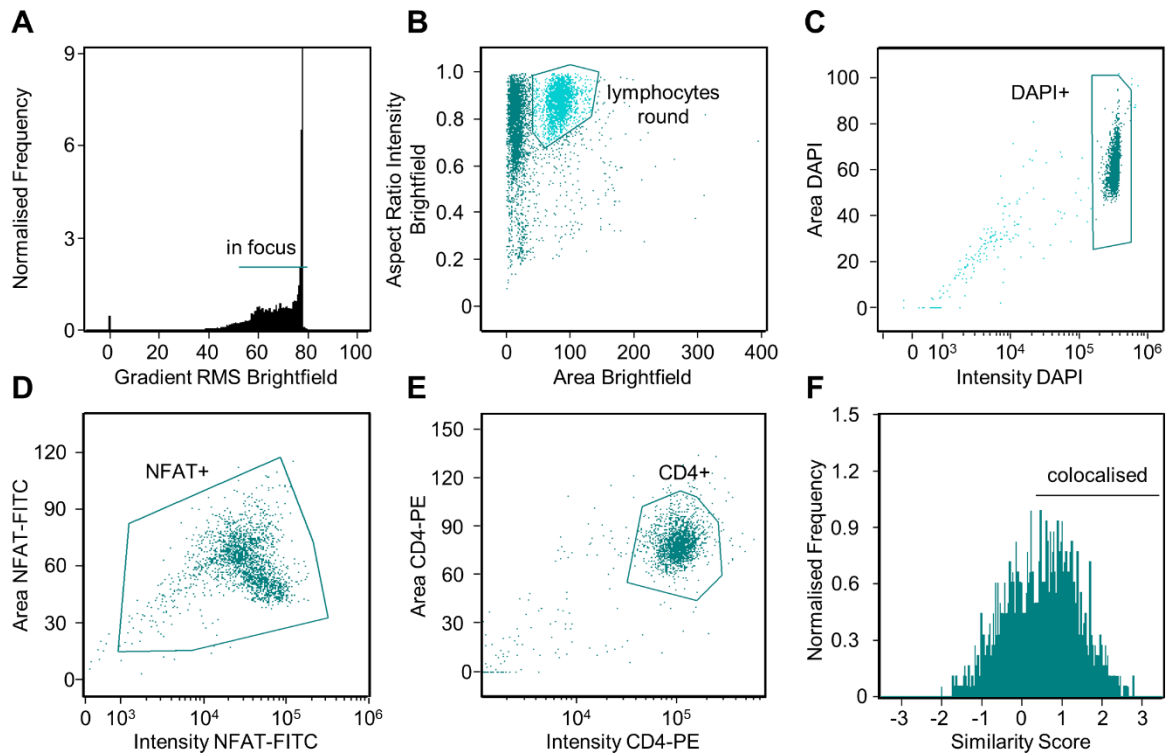 A
9
6
3
0
Normalised Frequency
in focus
0 20 40 60 80 100
Gradient RMS Brightfield
B
1.0
0.8
0.6
0.4
0.2
0
Aspect Ratio Intensity
Brightfield
lymphocytes
round
0 100 200 300 400
Area Brightfield
C
100
80
60
40
20
0
Area DAPI
DAPI+
0 10³ 10⁴ 10⁵ 10⁶
Intensity DAPI
D
120
90
60
30
0
Area NFAT-FITC
NFAT+
0 10³ 10⁴ 10⁵ 10⁶
Intensity NFAT-FITC
E
150
120
90
60
30
0
Area CD4-PE
CD4+
10⁴ 10⁵
Intensity CD4-PE
F
1.5
1.2
0.9
0.6
0.3
0
Normalised Frequency
colocalised
-3 -2 -1 0 1 2 3
Similarity Score